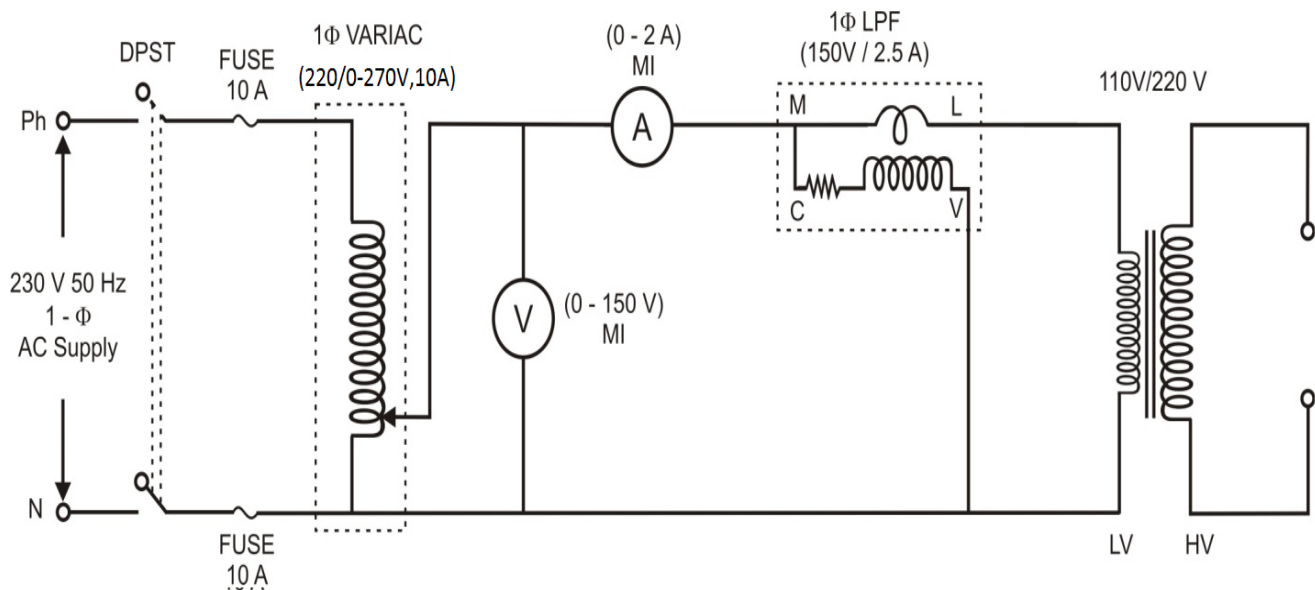 DPST
FUSE
10 A
1Φ VARIAC
(220/0-270V,10A)
(0 - 2 A)
MI
1Φ LPF
(150V / 2.5 A)
110V/220 V
Ph
A
M
L
C
V
230 V 50 Hz
1 - Φ
AC Supply
V
(0 - 150 V)
MI
N
FUSE
10 A
LV
HV